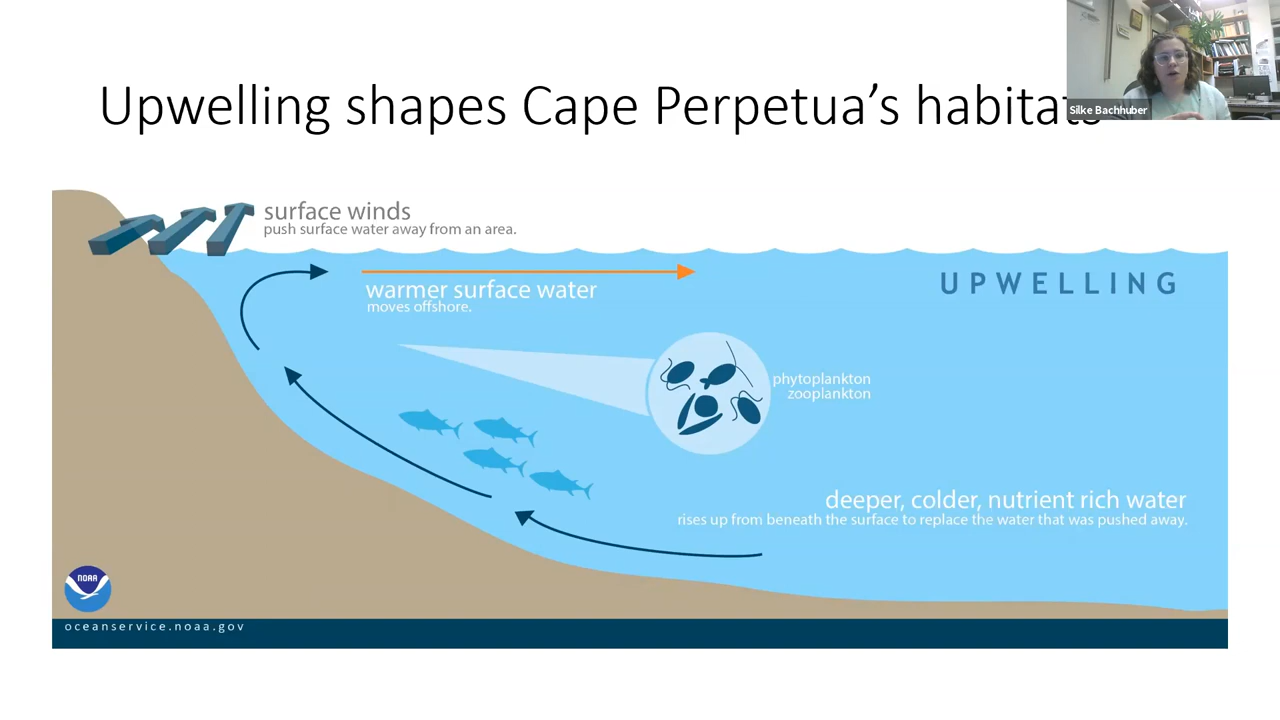 Upwelling shapes Cape Perpetua's habitats
Silke Bachhuber
surface winds
push surface water away from an area.
warmer surface water
moves offshore.
UPWELLING
phytoplankton
zooplankton
deeper, colder, nutrient rich water
rises up from beneath the surface to replace the water that was pushed away.
NOAA
oceanservice.noaa.gov